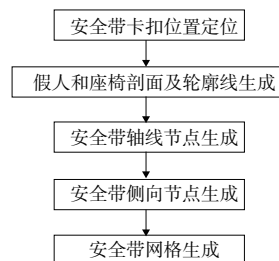 安全带卡扣位置定位
假人和座椅剖面及轮廓线生成
安全带轴线节点生成
安全带侧向节点生成
安全带网格生成